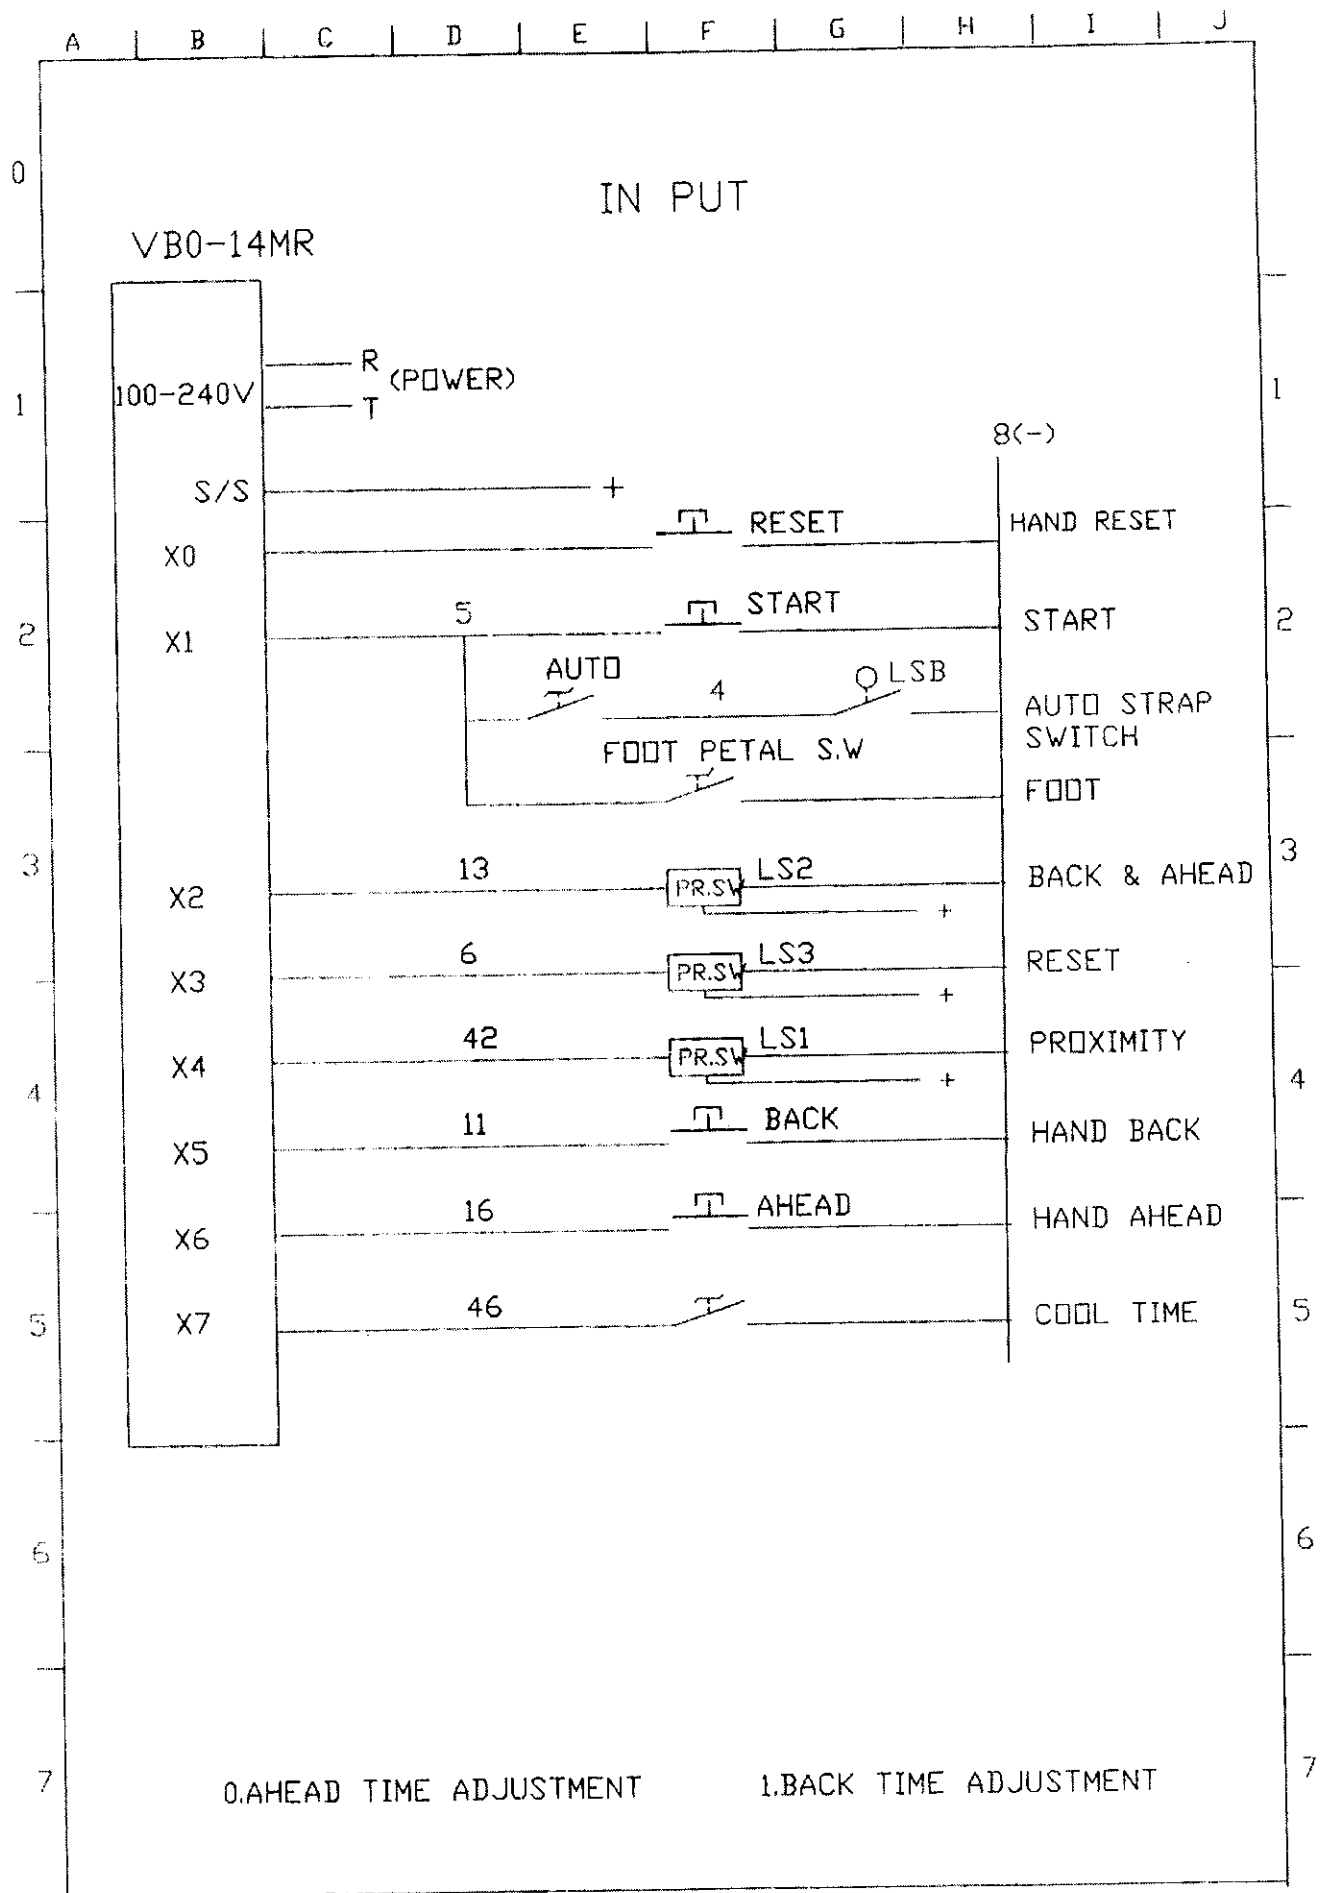 A B C D E F G H I J
0
IN PUT
VB0-14MR
R
100-240V (POWER)
T
1 1
8(-)
S/S +
X0 RESET HAND RESET
2 X1 5 START START 2
AUTO 4 LSB AUTO STRAP
SWITCH
FOOT PETAL S.W FOOT
3 3
X2 13 PR.SW LS2 BACK & AHEAD
+
X3 6 PR.SW LS3 RESET
+
X4 42 PR.SW LS1 PROXIMITY
+
4 4
X5 11 BACK HAND BACK
X6 16 AHEAD HAND AHEAD
5 X7 46 COOL TIME 5
6 6
7 0.AHEAD TIME ADJUSTMENT 1.BACK TIME ADJUSTMENT 7